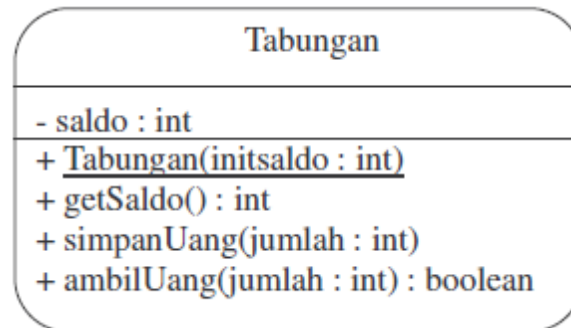 Tabungan
- saldo : int
+ Tabungan(initsaldo : int)
+ getSaldo() : int
+ simpanUang(jumlah : int)
+ ambilUang(jumlah : int) : boolean